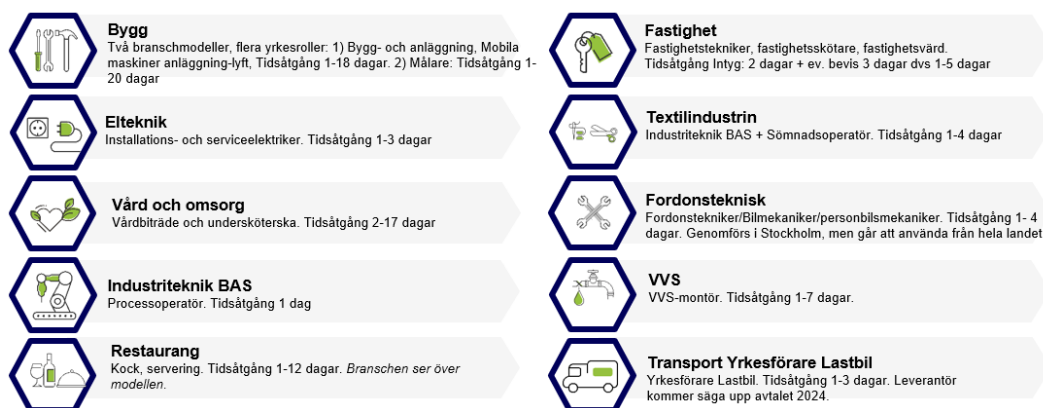 Bygg
Två branschmodeller, flera yrkesroller: 1) Bygg- och anläggning, Mobila
maskiner anläggning-lyft, Tidsåtgång 1-18 dagar. 2) Målare: Tidsåtgång 1-
20 dagar
Elteknik
Installations- och serviceelektriker. Tidsåtgång 1-3 dagar
Vård och omsorg
Vårdbiträde och undersköterska. Tidsåtgång 2-17 dagar
Industriteknik BAS
Processoperatör. Tidsåtgång 1 dag
Restaurang
Kock, servering. Tidsåtgång 1-12 dagar. Branschen ser över
modellen.
Fastighet
Fastighetstekniker, fastighetsskötare, fastighetsvärd.
Tidsåtgång Intyg: 2 dagar + ev. bevis 3 dagar dvs 1-5 dagar
Textilindustrin
Industriteknik BAS + Sömnadsoperatör. Tidsåtgång 1-4 dagar
Fordonsteknisk
Fordonstekniker/Bilmekaniker/personbilsmekaniker. Tidsåtgång 1- 4
dagar. Genomförs i Stockholm, men går att använda från hela landet
VVS
VVS-montör. Tidsåtgång 1-7 dagar.
Transport Yrkesförare Lastbil
Yrkesförare Lastbil. Tidsåtgång 1-3 dagar. Leverantör
kommer säga upp avtalet 2024.